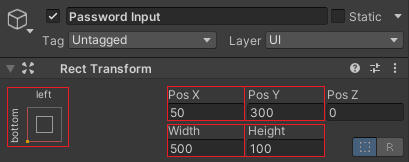 Password Input
Static
Tag Untagged Layer UI
Rect Transform
left
bottom
Pos X Pos Y Pos Z
50 300 0
Width Height
500 100
R